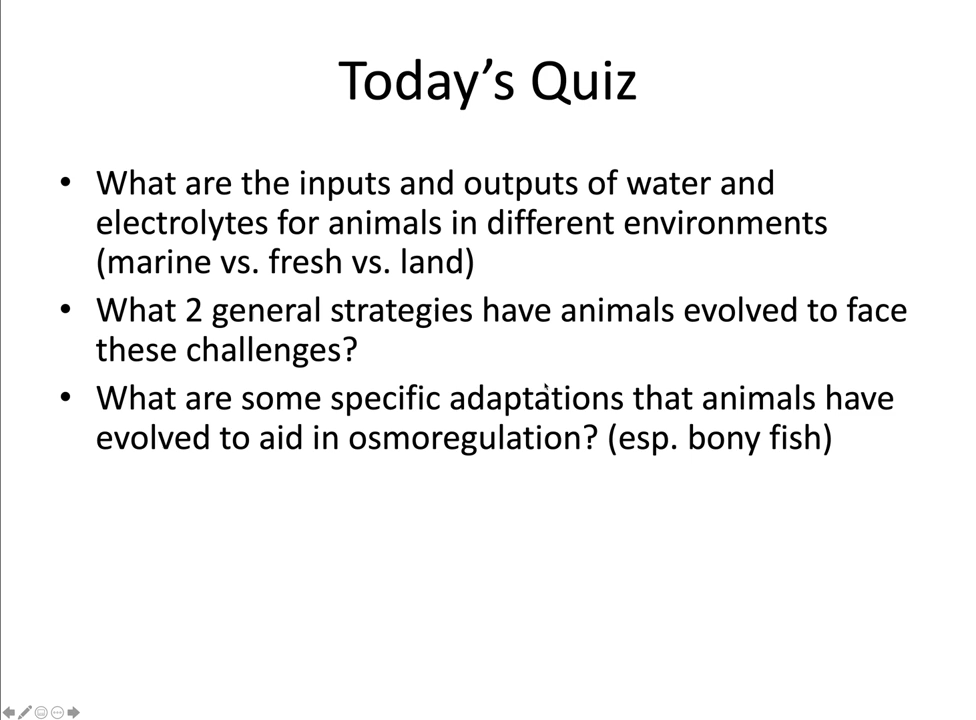 Today’s Quiz
• What are the inputs and outputs of water and
electrolytes for animals in different environments
(marine vs. fresh vs. land)
• What 2 general strategies have animals evolved to face
these challenges?
• What are some specific adaptations that animals have
evolved to aid in osmoregulation? (esp. bony fish)